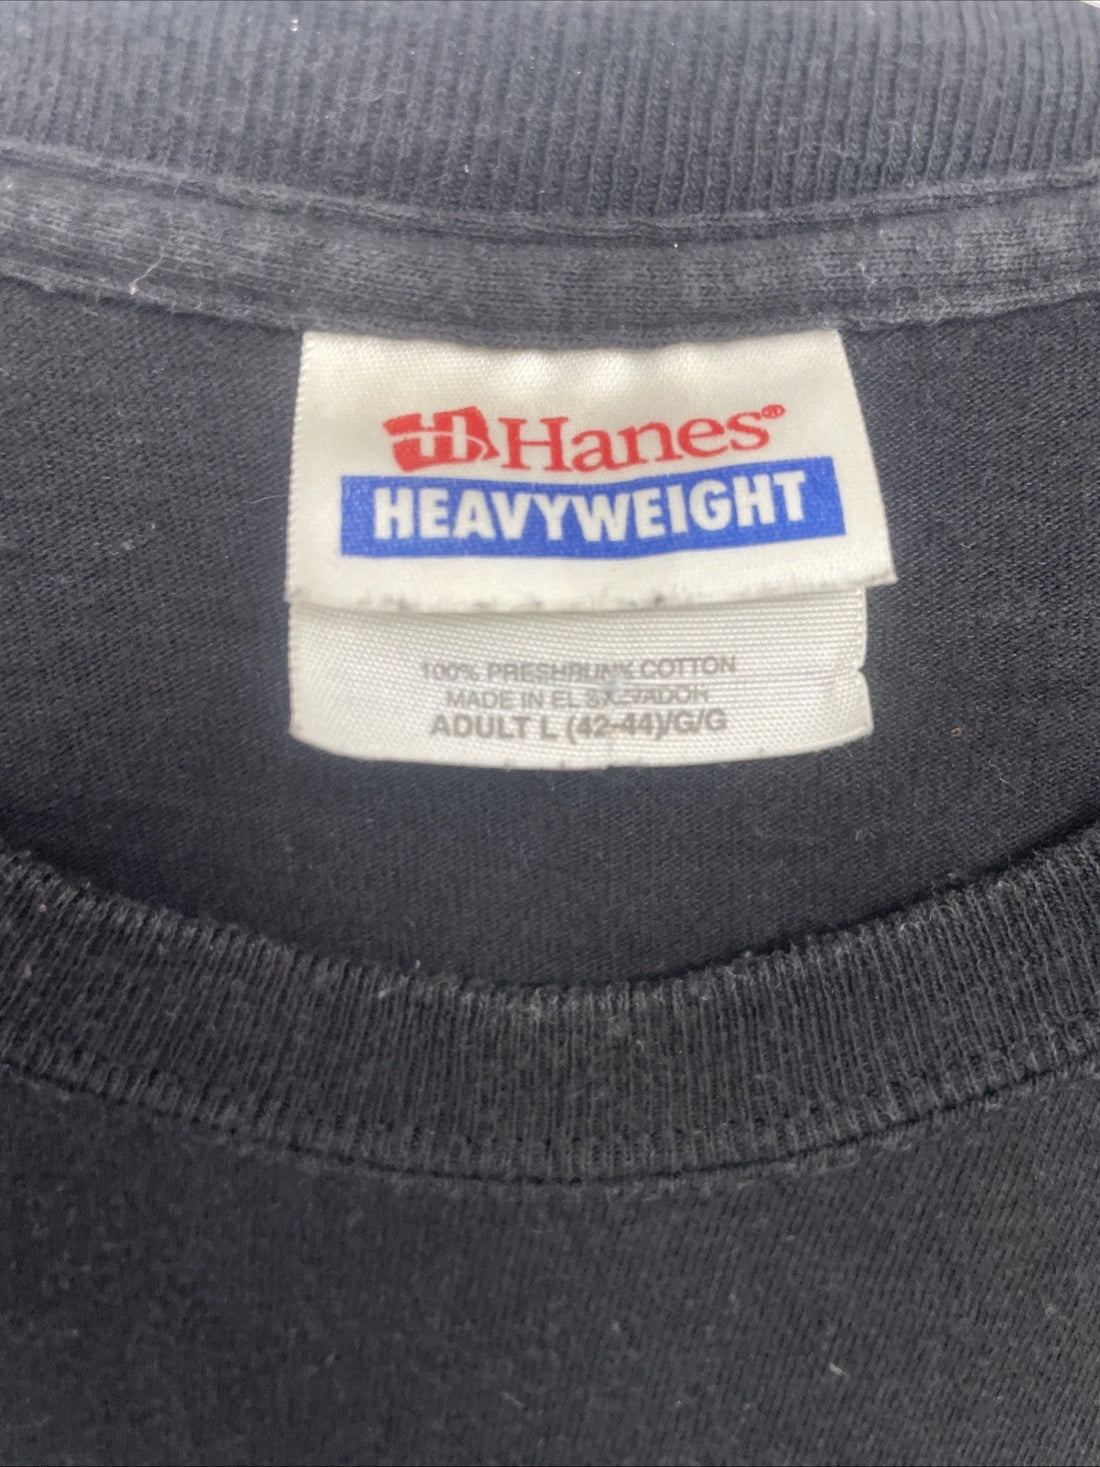 Hanes®
HEAVYWEIGHT
100% PRESHRUNK COTTON
MADE IN EL SALVADOR
ADULT L (42-44)/G/G